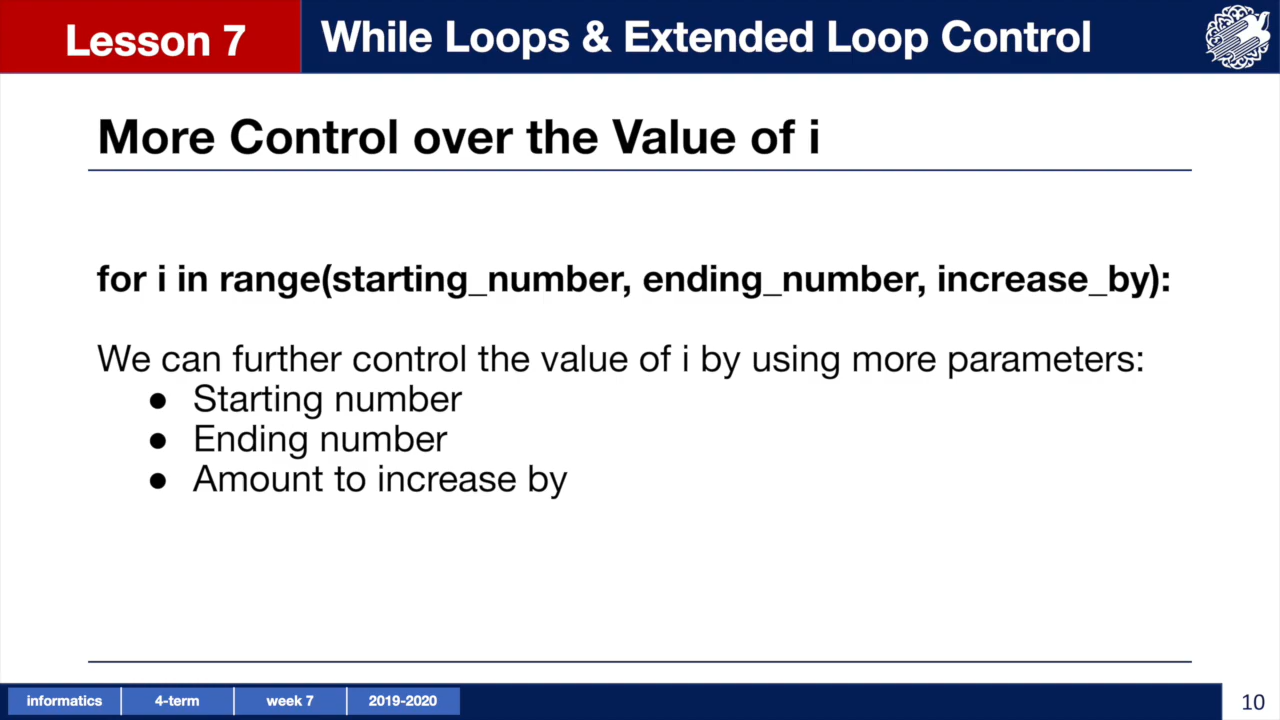 Lesson 7
While Loops & Extended Loop Control
More Control over the Value of i
for i in range(starting_number, ending_number, increase_by):
We can further control the value of i by using more parameters:
● Starting number
● Ending number
● Amount to increase by
informatics
4-term
week 7
2019-2020
10